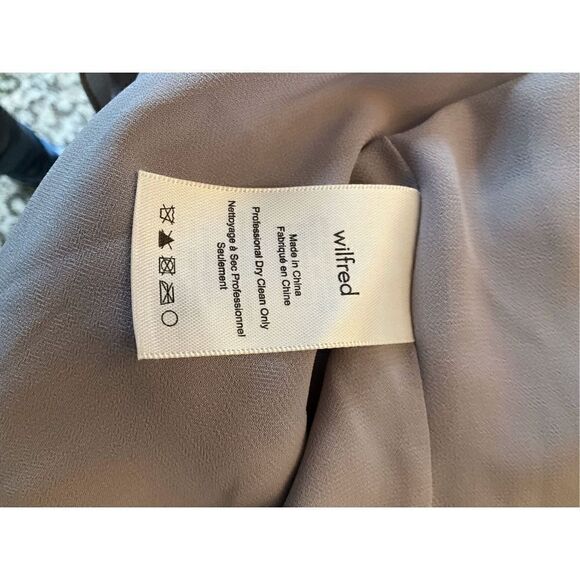 wilfred
Made in China
Fabriqué en Chine
Professional Dry Clean Only
Nettoyage à Sec Professionnel
Seulement